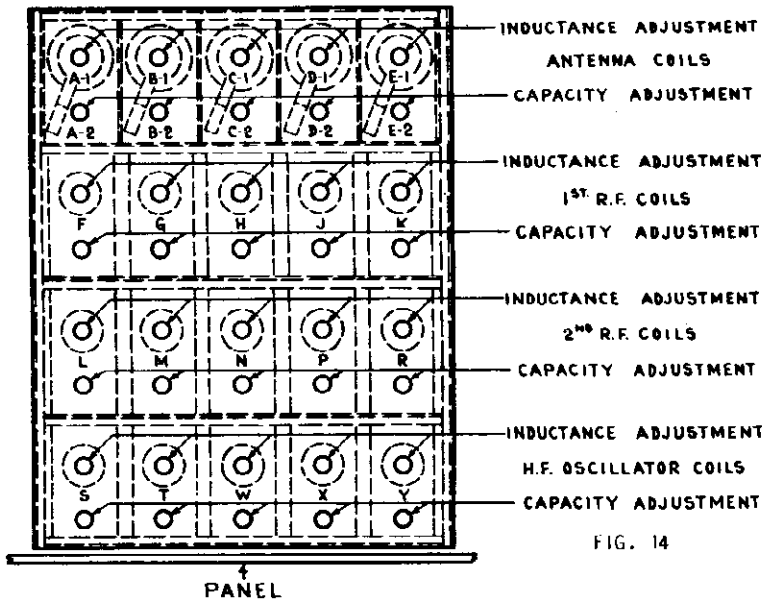 INDUCTANCE ADJUSTMENT
ANTENNA COILS
A-1 B-1 C-1 D-1 E-1
CAPACITY ADJUSTMENT
A-2 B-2 C-2 D-2 E-2
INDUCTANCE ADJUSTMENT
1ST. R.F. COILS
F G H J K
CAPACITY ADJUSTMENT
INDUCTANCE ADJUSTMENT
2ND R.F. COILS
L M N P R
CAPACITY ADJUSTMENT
INDUCTANCE ADJUSTMENT
H.F. OSCILLATOR COILS
S T W X Y
CAPACITY ADJUSTMENT
FIG. 14
PANEL